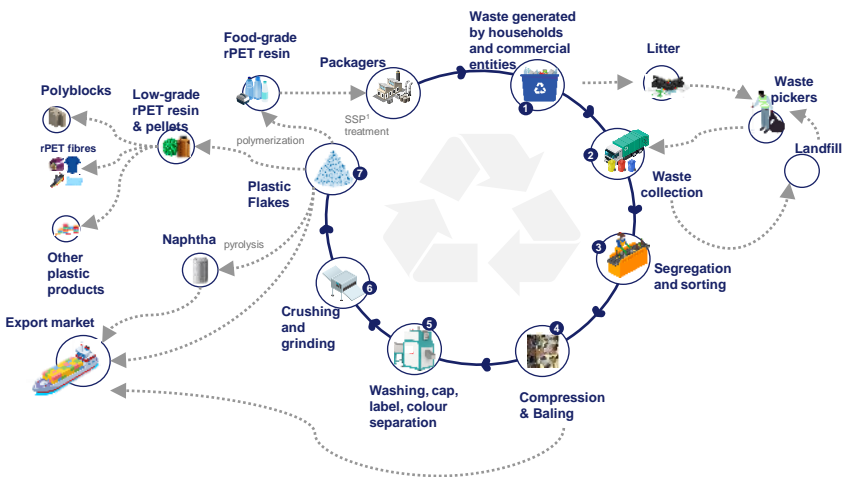 Waste generated
by households
and commercial
entities
1
Litter
Waste
pickers
Landfill
2
Waste
collection
3
Segregation
and sorting
4
Compression
& Baling
5
Washing, cap,
label, colour
separation
6
Crushing
and
grinding
7
Plastic
Flakes
polymerization
Food-grade
rPET resin
Packagers
SSP¹
treatment
Low-grade
rPET resin
& pellets
Polyblocks
rPET fibres
Other
plastic
products
Naphtha
pyrolysis
Export market